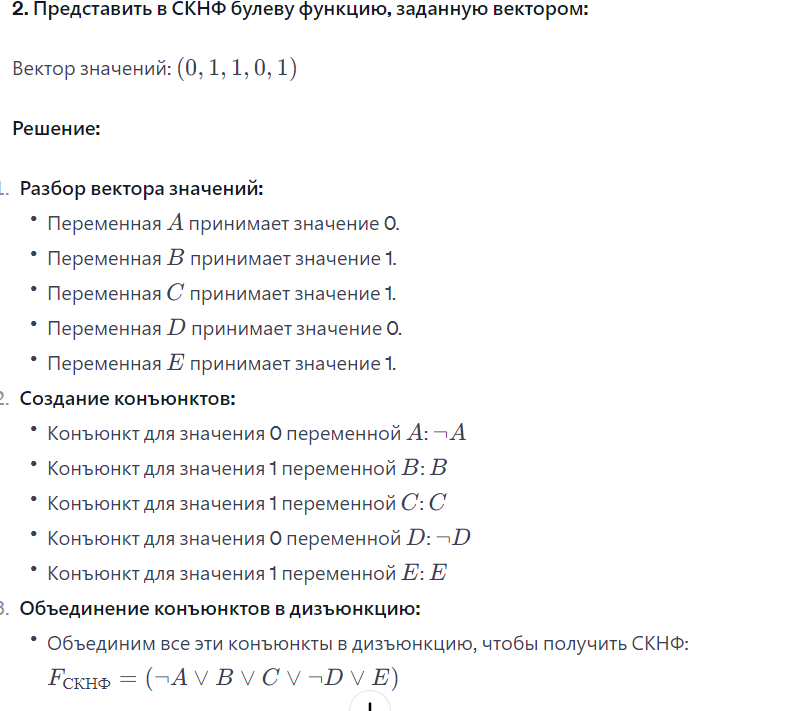 2. Представить в СКНФ булеву функцию, заданную вектором:
Вектор значений: (0, 1, 1, 0, 1)
Решение:
1. Разбор вектора значений:
• Переменная A принимает значение 0.
• Переменная B принимает значение 1.
• Переменная C принимает значение 1.
• Переменная D принимает значение 0.
• Переменная E принимает значение 1.
2. Создание конъюнктов:
• Конъюнкт для значения 0 переменной A: ¬A
• Конъюнкт для значения 1 переменной B: B
• Конъюнкт для значения 1 переменной C: C
• Конъюнкт для значения 0 переменной D: ¬D
• Конъюнкт для значения 1 переменной E: E
3. Объединение конъюнктов в дизъюнкцию:
• Объединим все эти конъюнкты в дизъюнкцию, чтобы получить СКНФ:
F_СКНФ = (¬A ∨ B ∨ C ∨ ¬D ∨ E)